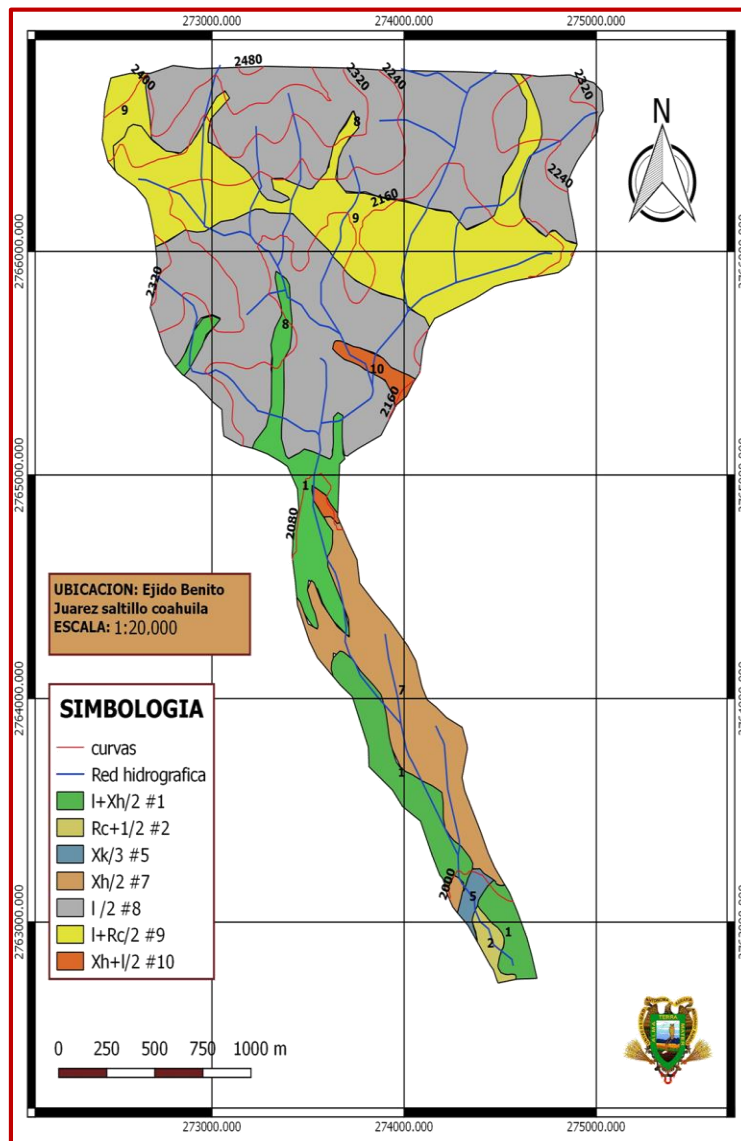 273000.000 274000.000 275000.000
2480
2400
2320
2240
2320
9
8
2240
2160
9
2766000.000
2320
8
10
2160
2765000.000
1
2080
N
UBICACION: Ejido Benito
Juarez saltillo coahuila
ESCALA: 1:20.000
7
2764000.000
1
2000
5
1
2
2763000.000
SIMBOLOGIA
curvas
Red hidrografica
l+Xh/2 #1
Rc+1/2 #2
Xk/3 #5
Xh/2 #7
l /2 #8
l+Rc/2 #9
Xh+l/2 #10
0 250 500 750 1000 m
273000.000 274000.000 275000.000